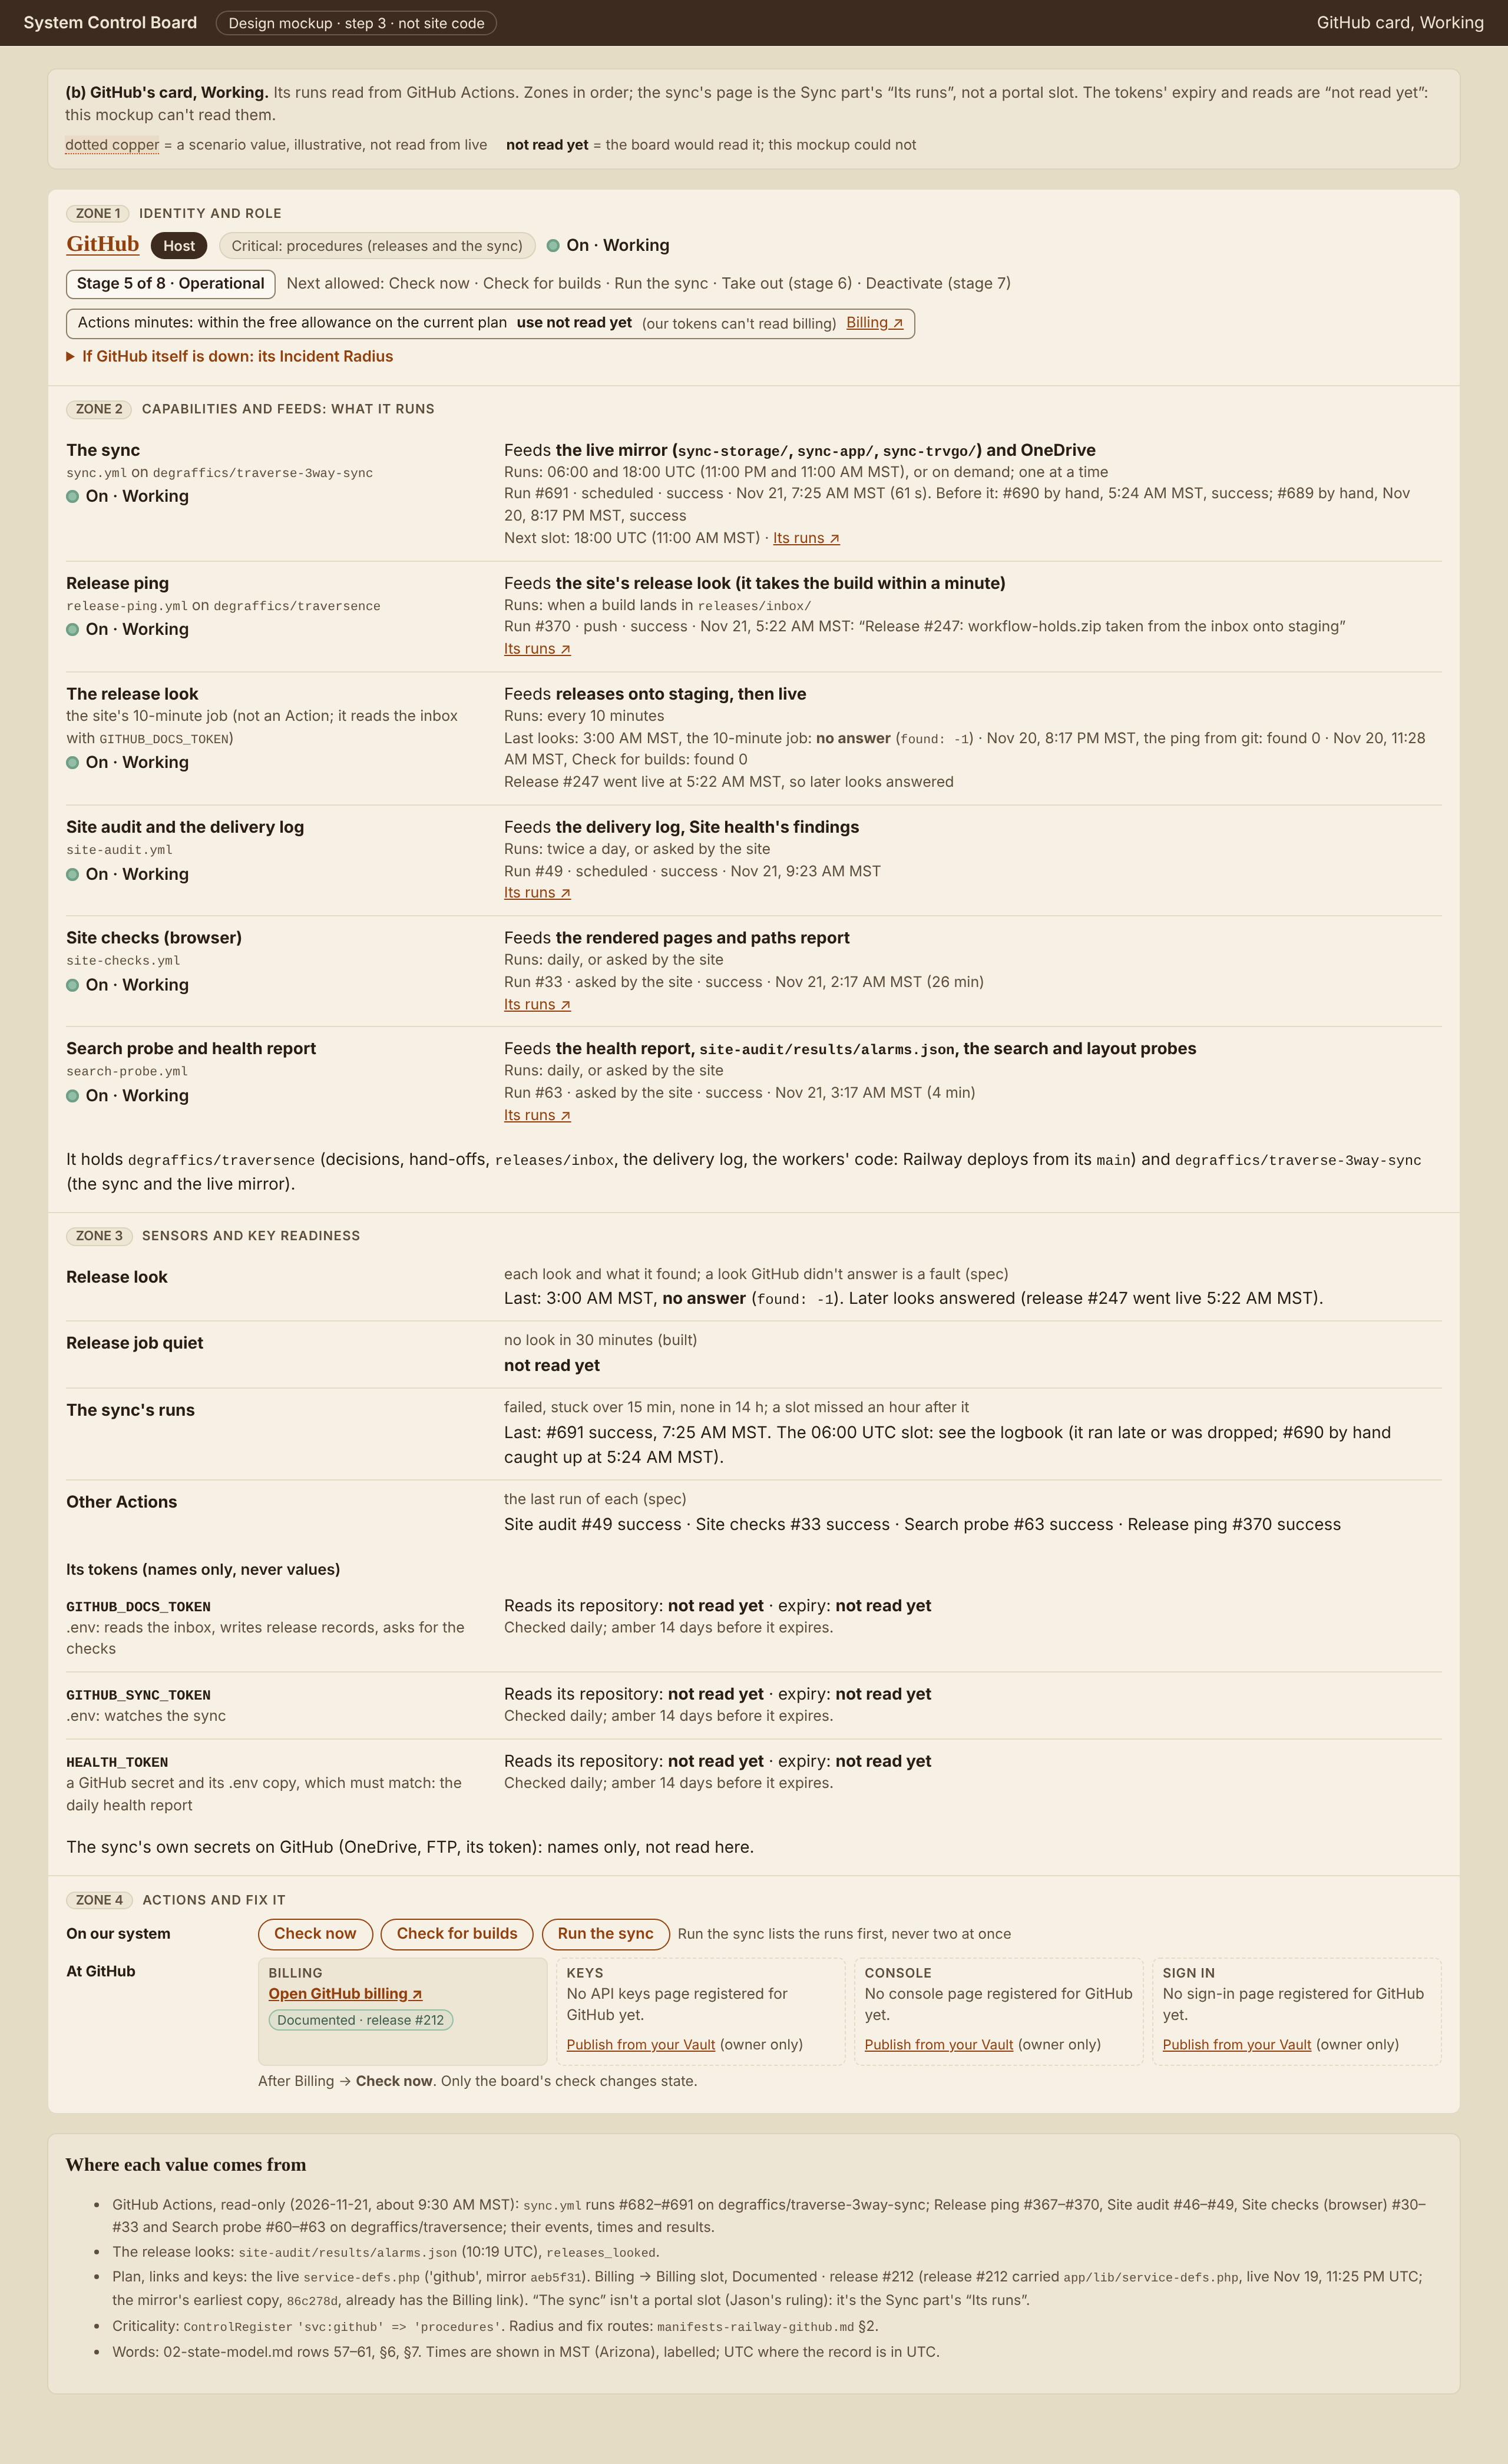 System Control Board
Design mockup · step 3 · not site code
GitHub card, Working
(b) GitHub's card, Working. Its runs read from GitHub Actions. Zones in order; the sync's page is the Sync part's “Its runs”, not a portal slot. The tokens' expiry and reads are “not read yet”:
this mockup can't read them.
dotted copper = a scenario value, illustrative, not read from live not read yet = the board would read it; this mockup could not
ZONE 1 IDENTITY AND ROLE
GitHub Host Critical: procedures (releases and the sync) On · Working
Stage 5 of 8 · Operational Next allowed: Check now · Check for builds · Run the sync · Take out (stage 6) · Deactivate (stage 7)
Actions minutes: within the free allowance on the current plan use not read yet (our tokens can't read billing) Billing ↗
▶ If GitHub itself is down: its Incident Radius
ZONE 2 CAPABILITIES AND FEEDS: WHAT IT RUNS
The sync
sync.yml on degraffics/traverse-3way-sync
On · Working
Feeds the live mirror (sync-storage/, sync-app/, sync-trvgo/) and OneDrive
Runs: 06:00 and 18:00 UTC (11:00 PM and 11:00 AM MST), or on demand; one at a time
Run #691 · scheduled · success · Nov 21, 7:25 AM MST (61 s). Before it: #690 by hand, 5:24 AM MST, success; #689 by hand, Nov
20, 8:17 PM MST, success
Next slot: 18:00 UTC (11:00 AM MST) · Its runs ↗
Release ping
release-ping.yml on degraffics/traversence
On · Working
Feeds the site's release look (it takes the build within a minute)
Runs: when a build lands in releases/inbox/
Run #370 · push · success · Nov 21, 5:22 AM MST: “Release #247: workflow-holds.zip taken from the inbox onto staging”
Its runs ↗
The release look
the site's 10-minute job (not an Action; it reads the inbox
with GITHUB_DOCS_TOKEN)
On · Working
Feeds releases onto staging, then live
Runs: every 10 minutes
Last looks: 3:00 AM MST, the 10-minute job: no answer (found: -1) · Nov 20, 8:17 PM MST, the ping from git: found 0 · Nov 20, 11:28
AM MST, Check for builds: found 0
Release #247 went live at 5:22 AM MST, so later looks answered
Site audit and the delivery log
site-audit.yml
On · Working
Feeds the delivery log, Site health's findings
Runs: twice a day, or asked by the site
Run #49 · scheduled · success · Nov 21, 9:23 AM MST
Its runs ↗
Site checks (browser)
site-checks.yml
On · Working
Feeds the rendered pages and paths report
Runs: daily, or asked by the site
Run #33 · asked by the site · success · Nov 21, 2:17 AM MST (26 min)
Its runs ↗
Search probe and health report
search-probe.yml
On · Working
Feeds the health report, site-audit/results/alarms.json, the search and layout probes
Runs: daily, or asked by the site
Run #63 · asked by the site · success · Nov 21, 3:17 AM MST (4 min)
Its runs ↗
It holds degraffics/traversence (decisions, hand-offs, releases/inbox, the delivery log, the workers' code: Railway deploys from its main) and degraffics/traverse-3way-sync
(the sync and the live mirror).
ZONE 3 SENSORS AND KEY READINESS
Release look
each look and what it found; a look GitHub didn't answer is a fault (spec)
Last: 3:00 AM MST, no answer (found: -1). Later looks answered (release #247 went live 5:22 AM MST).
Release job quiet
no look in 30 minutes (built)
not read yet
The sync's runs
failed, stuck over 15 min, none in 14 h; a slot missed an hour after it
Last: #691 success, 7:25 AM MST. The 06:00 UTC slot: see the logbook (it ran late or was dropped; #690 by hand
caught up at 5:24 AM MST).
Other Actions
the last run of each (spec)
Site audit #49 success · Site checks #33 success · Search probe #63 success · Release ping #370 success
Its tokens (names only, never values)
GITHUB_DOCS_TOKEN
.env: reads the inbox, writes release records, asks for the
checks
Reads its repository: not read yet · expiry: not read yet
Checked daily; amber 14 days before it expires.
GITHUB_SYNC_TOKEN
.env: watches the sync
Reads its repository: not read yet · expiry: not read yet
Checked daily; amber 14 days before it expires.
HEALTH_TOKEN
a GitHub secret and its .env copy, which must match: the
daily health report
Reads its repository: not read yet · expiry: not read yet
Checked daily; amber 14 days before it expires.
The sync's own secrets on GitHub (OneDrive, FTP, its token): names only, not read here.
ZONE 4 ACTIONS AND FIX IT
On our system
Check now Check for builds Run the sync Run the sync lists the runs first, never two at once
At GitHub
BILLING
Open GitHub billing ↗
Documented · release #212
KEYS
No API keys page registered for
GitHub yet.
Publish from your Vault (owner only)
CONSOLE
No console page registered for GitHub
yet.
Publish from your Vault (owner only)
SIGN IN
No sign-in page registered for GitHub
yet.
Publish from your Vault (owner only)
After Billing → Check now. Only the board's check changes state.
Where each value comes from
• GitHub Actions, read-only (2026-11-21, about 9:30 AM MST): sync.yml runs #682–#691 on degraffics/traverse-3way-sync; Release ping #367–#370, Site audit #46–#49, Site checks (browser) #30–
#33 and Search probe #60–#63 on degraffics/traversence; their events, times and results.
• The release looks: site-audit/results/alarms.json (10:19 UTC), releases_looked.
• Plan, links and keys: the live service-defs.php ('github', mirror aeb5f31). Billing → Billing slot, Documented · release #212 (release #212 carried app/lib/service-defs.php, live Nov 19, 11:25 PM UTC;
the mirror's earliest copy, 86c278d, already has the Billing link). “The sync” isn't a portal slot (Jason's ruling): it's the Sync part's “Its runs”.
• Criticality: ControlRegister 'svc:github' => 'procedures'. Radius and fix routes: manifests-railway-github.md §2.
• Words: 02-state-model.md rows 57–61, §6, §7. Times are shown in MST (Arizona), labelled; UTC where the record is in UTC.